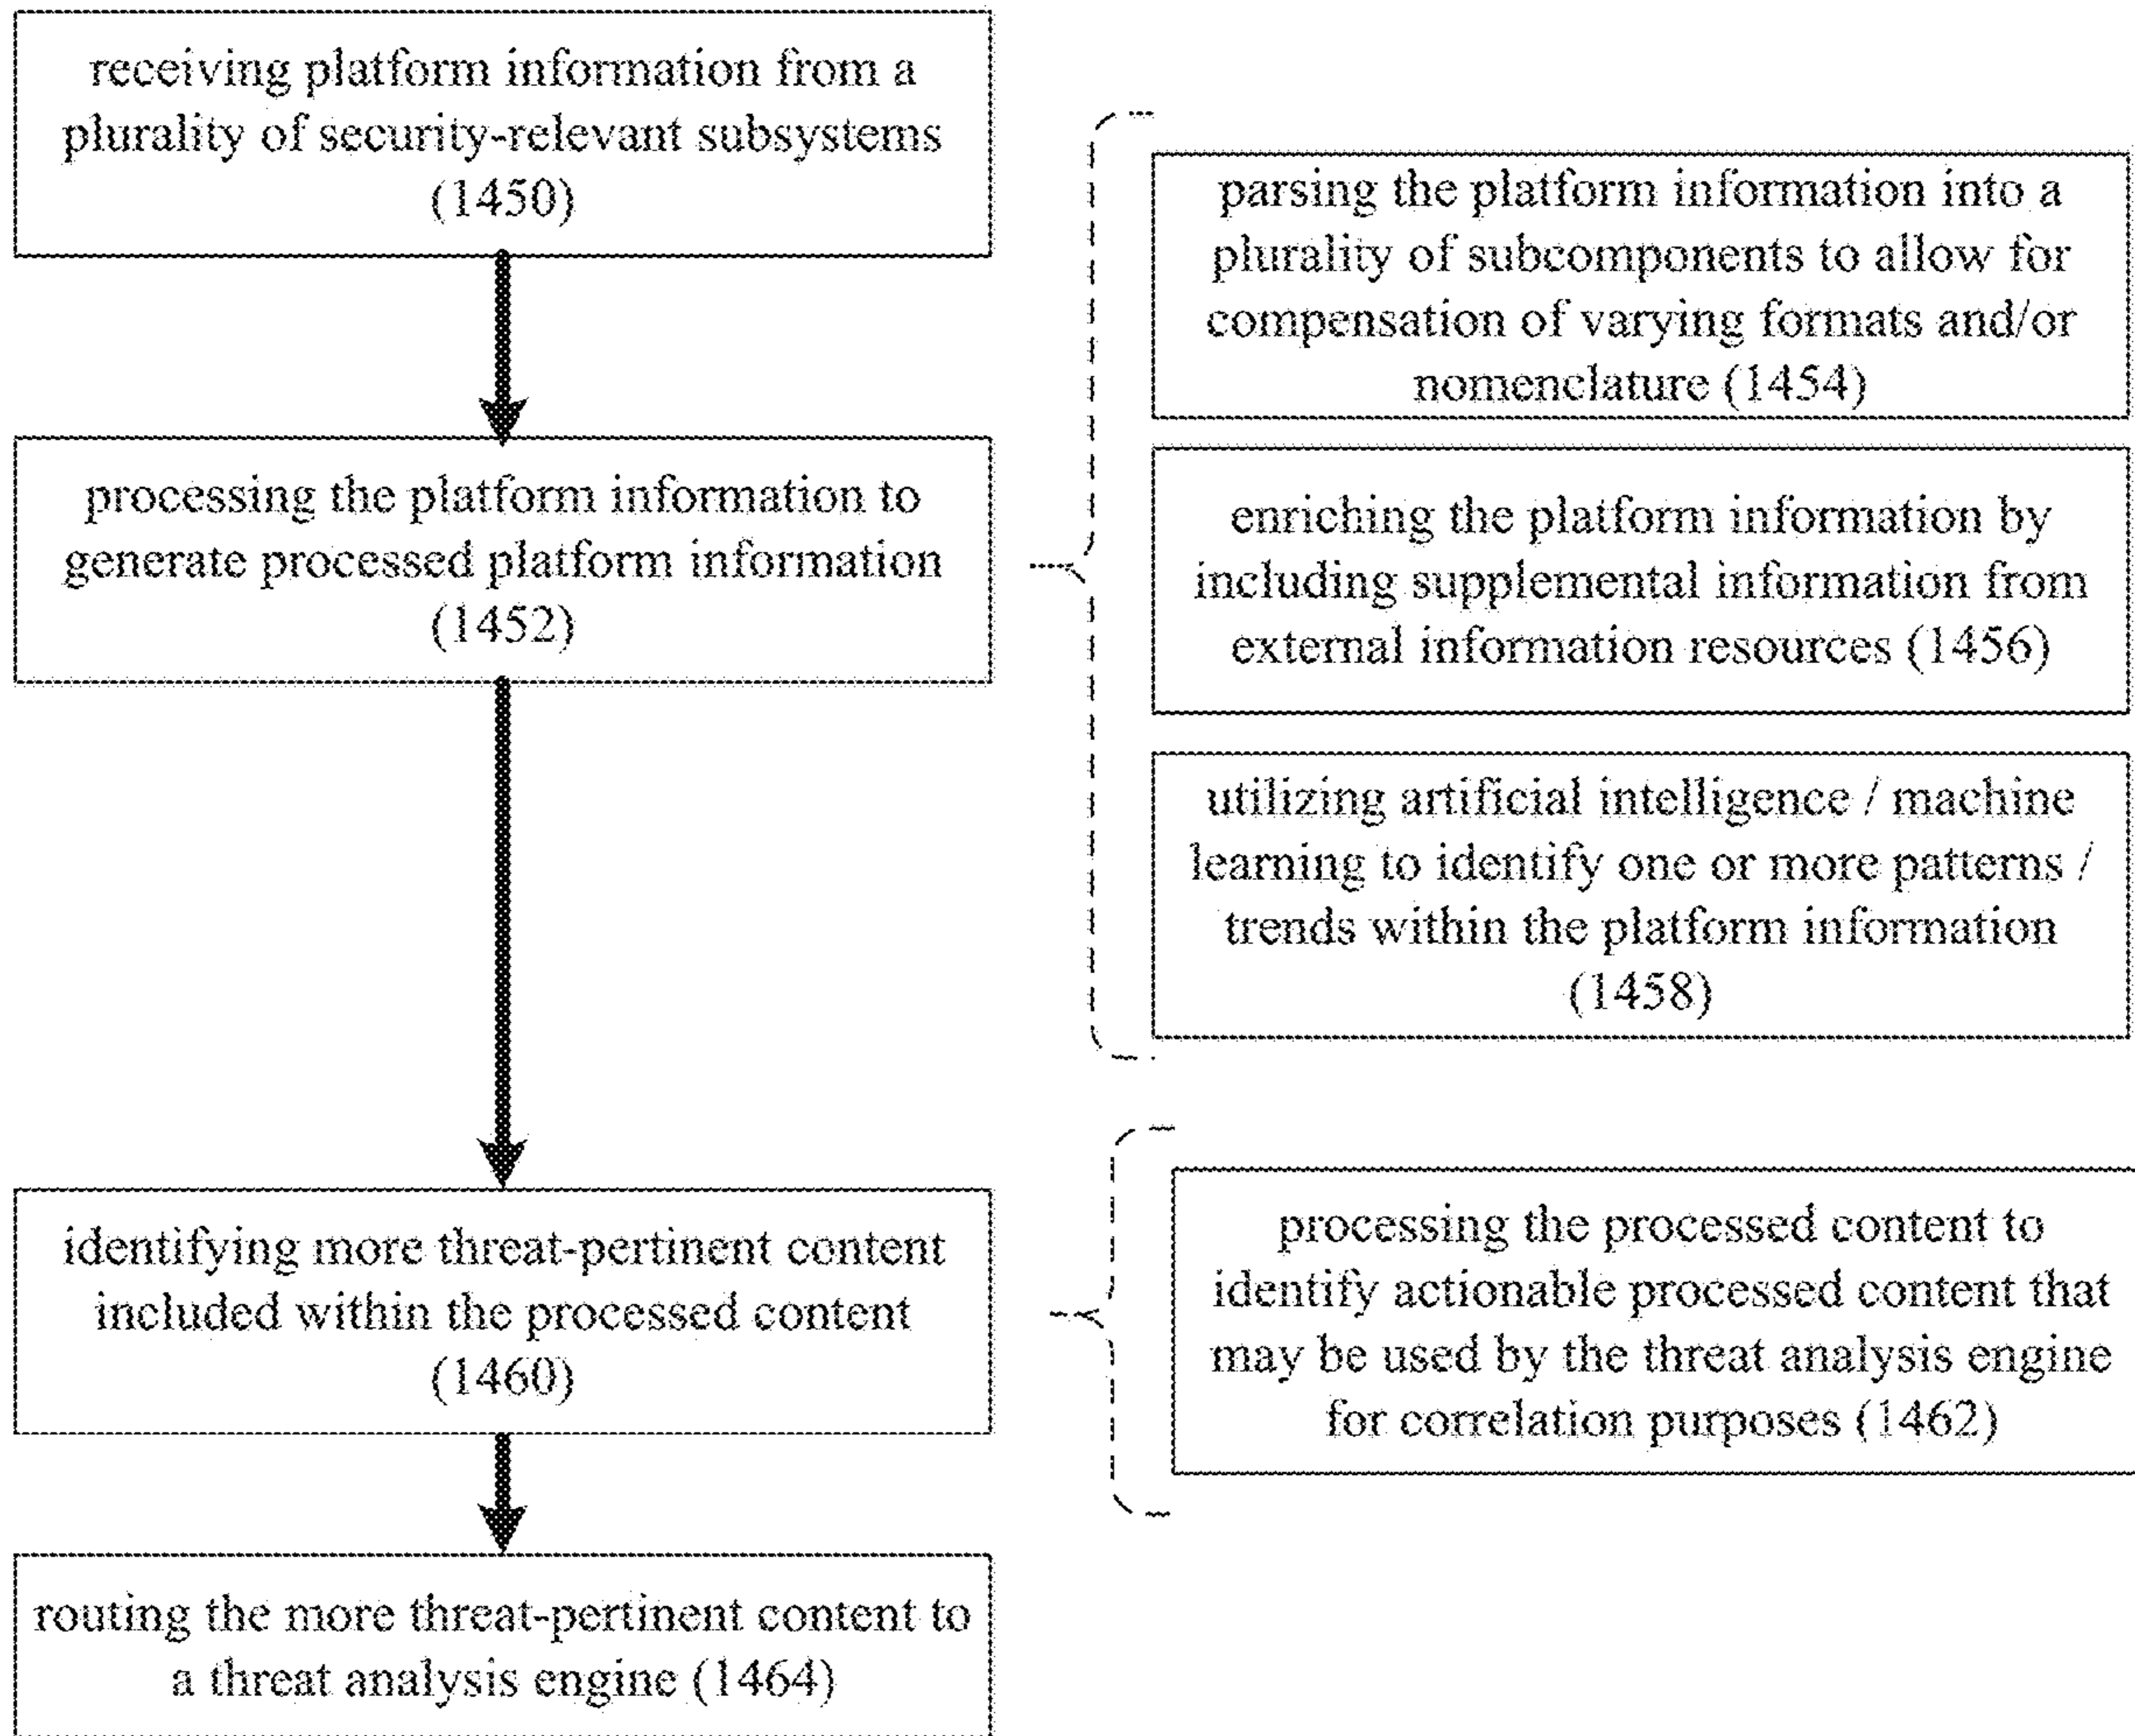 receiving platform information from a
plurality of security-relevant subsystems
(1450)
processing the platform information to
generate processed platform information
(1452)
parsing the platform information into a
plurality of subcomponents to allow for
compensation of varying formats and/or
nomenclature (1454)
enriching the platform information by
including supplemental information from
external information resources (1456)
utilizing artificial intelligence / machine
learning to identify one or more patterns /
trends within the platform information
(1458)
identifying more threat-pertinent content
included within the processed content
(1460)
processing the processed content to
identify actionable processed content that
may be used by the threat analysis engine
for correlation purposes (1462)
routing the more threat-pertinent content to
a threat analysis engine (1464)